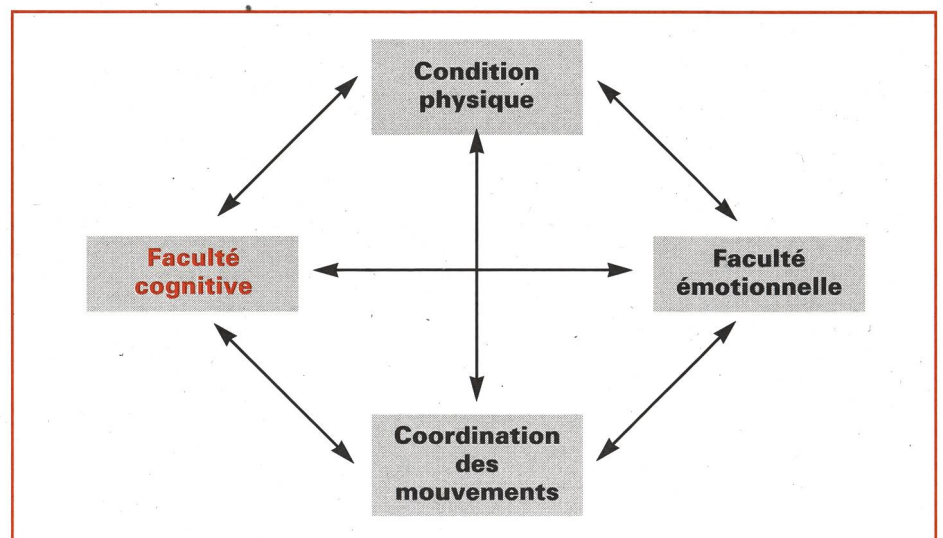 Condition
physique
Faculté
cognitive
Faculté
émotionnelle
Coordination
des
mouvements